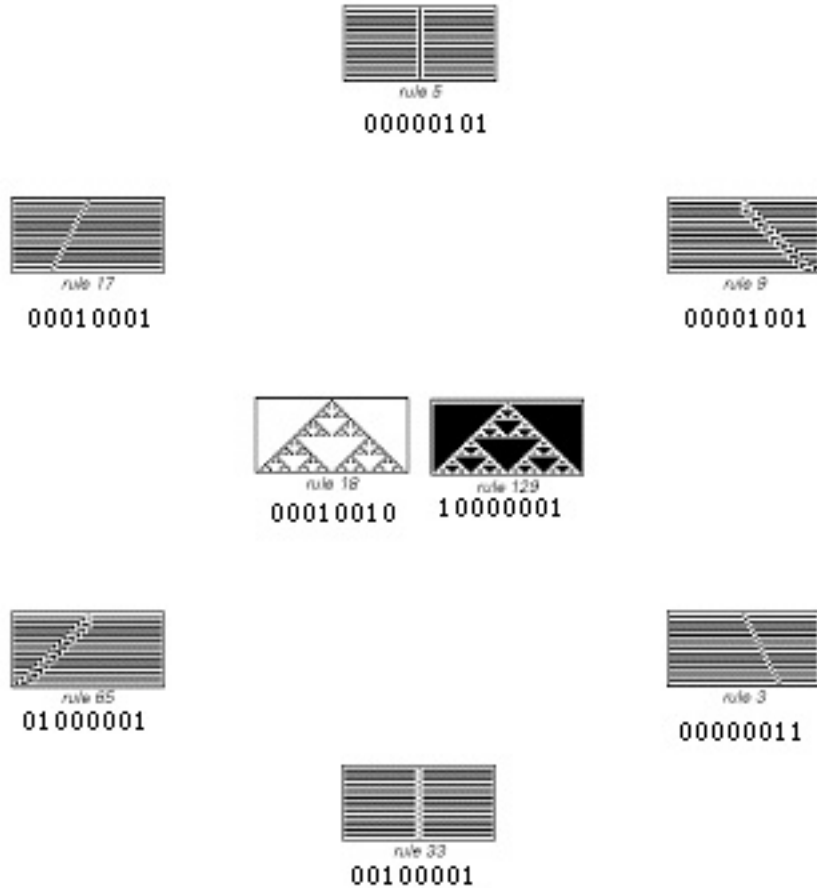 rule 5
00000101
rule 17
00010001
rule 9
00001001
rule 18
00010010
rule 129
10000001
rule 65
01000001
rule 3
00000011
rule 33
00100001